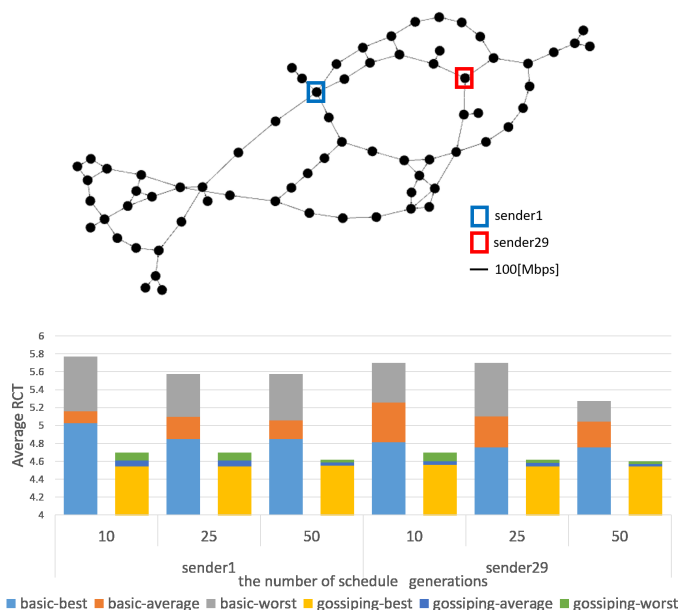 sender1
sender29
100[Mbps]
6
5.8
5.6
5.4
5.2
5
4.8
4.6
4.4
4.2
4
Average RCT
10 25 50 10 25 50
sender1 sender29
the number of schedule generations
basic-best basic-average basic-worst gossiping-best gossiping-average gossiping-worst